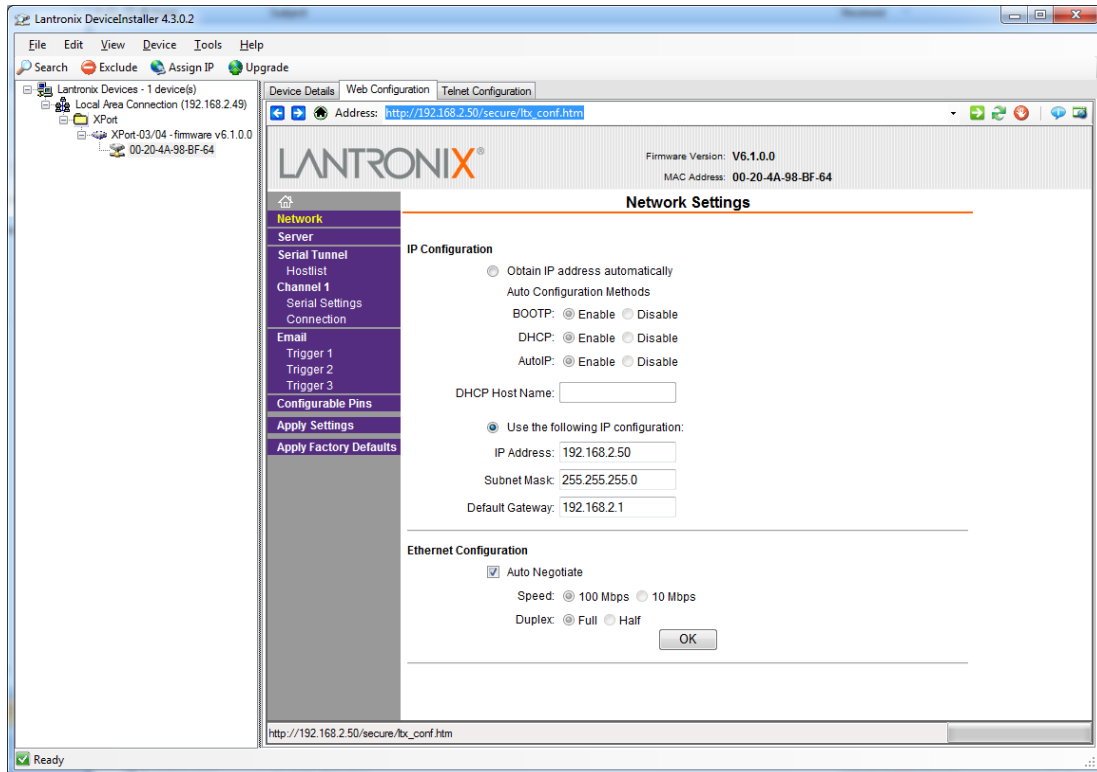 Lantronix DeviceInstaller 4.3.0.2
File Edit View Device Tools Help
Search Exclude Assign IP Upgrade
Lantronix Devices - 1 device(s)
Local Area Connection (192.168.2.49)
XPort
XPort-03/04 - firmware v6.1.0.0
00-20-4A-98-BF-64
Device Details Web Configuration Telnet Configuration
Address: http://192.168.2.50/secure/ltx_conf.htm
LANTRONIX®
Firmware Version: V6.1.0.0
MAC Address: 00-20-4A-98-BF-64
Network
Server
Serial Tunnel
Hostlist
Channel 1
Serial Settings
Connection
Email
Trigger 1
Trigger 2
Trigger 3
Configurable Pins
Apply Settings
Apply Factory Defaults
Network Settings
IP Configuration
Obtain IP address automatically
Auto Configuration Methods
BOOTP: Enable Disable
DHCP: Enable Disable
AutoIP: Enable Disable
DHCP Host Name:
Use the following IP configuration:
IP Address: 192.168.2.50
Subnet Mask: 255.255.255.0
Default Gateway: 192.168.2.1
Ethernet Configuration
Auto Negotiate
Speed: 100 Mbps 10 Mbps
Duplex: Full Half
OK
http://192.168.2.50/secure/ltx_conf.htm
Ready